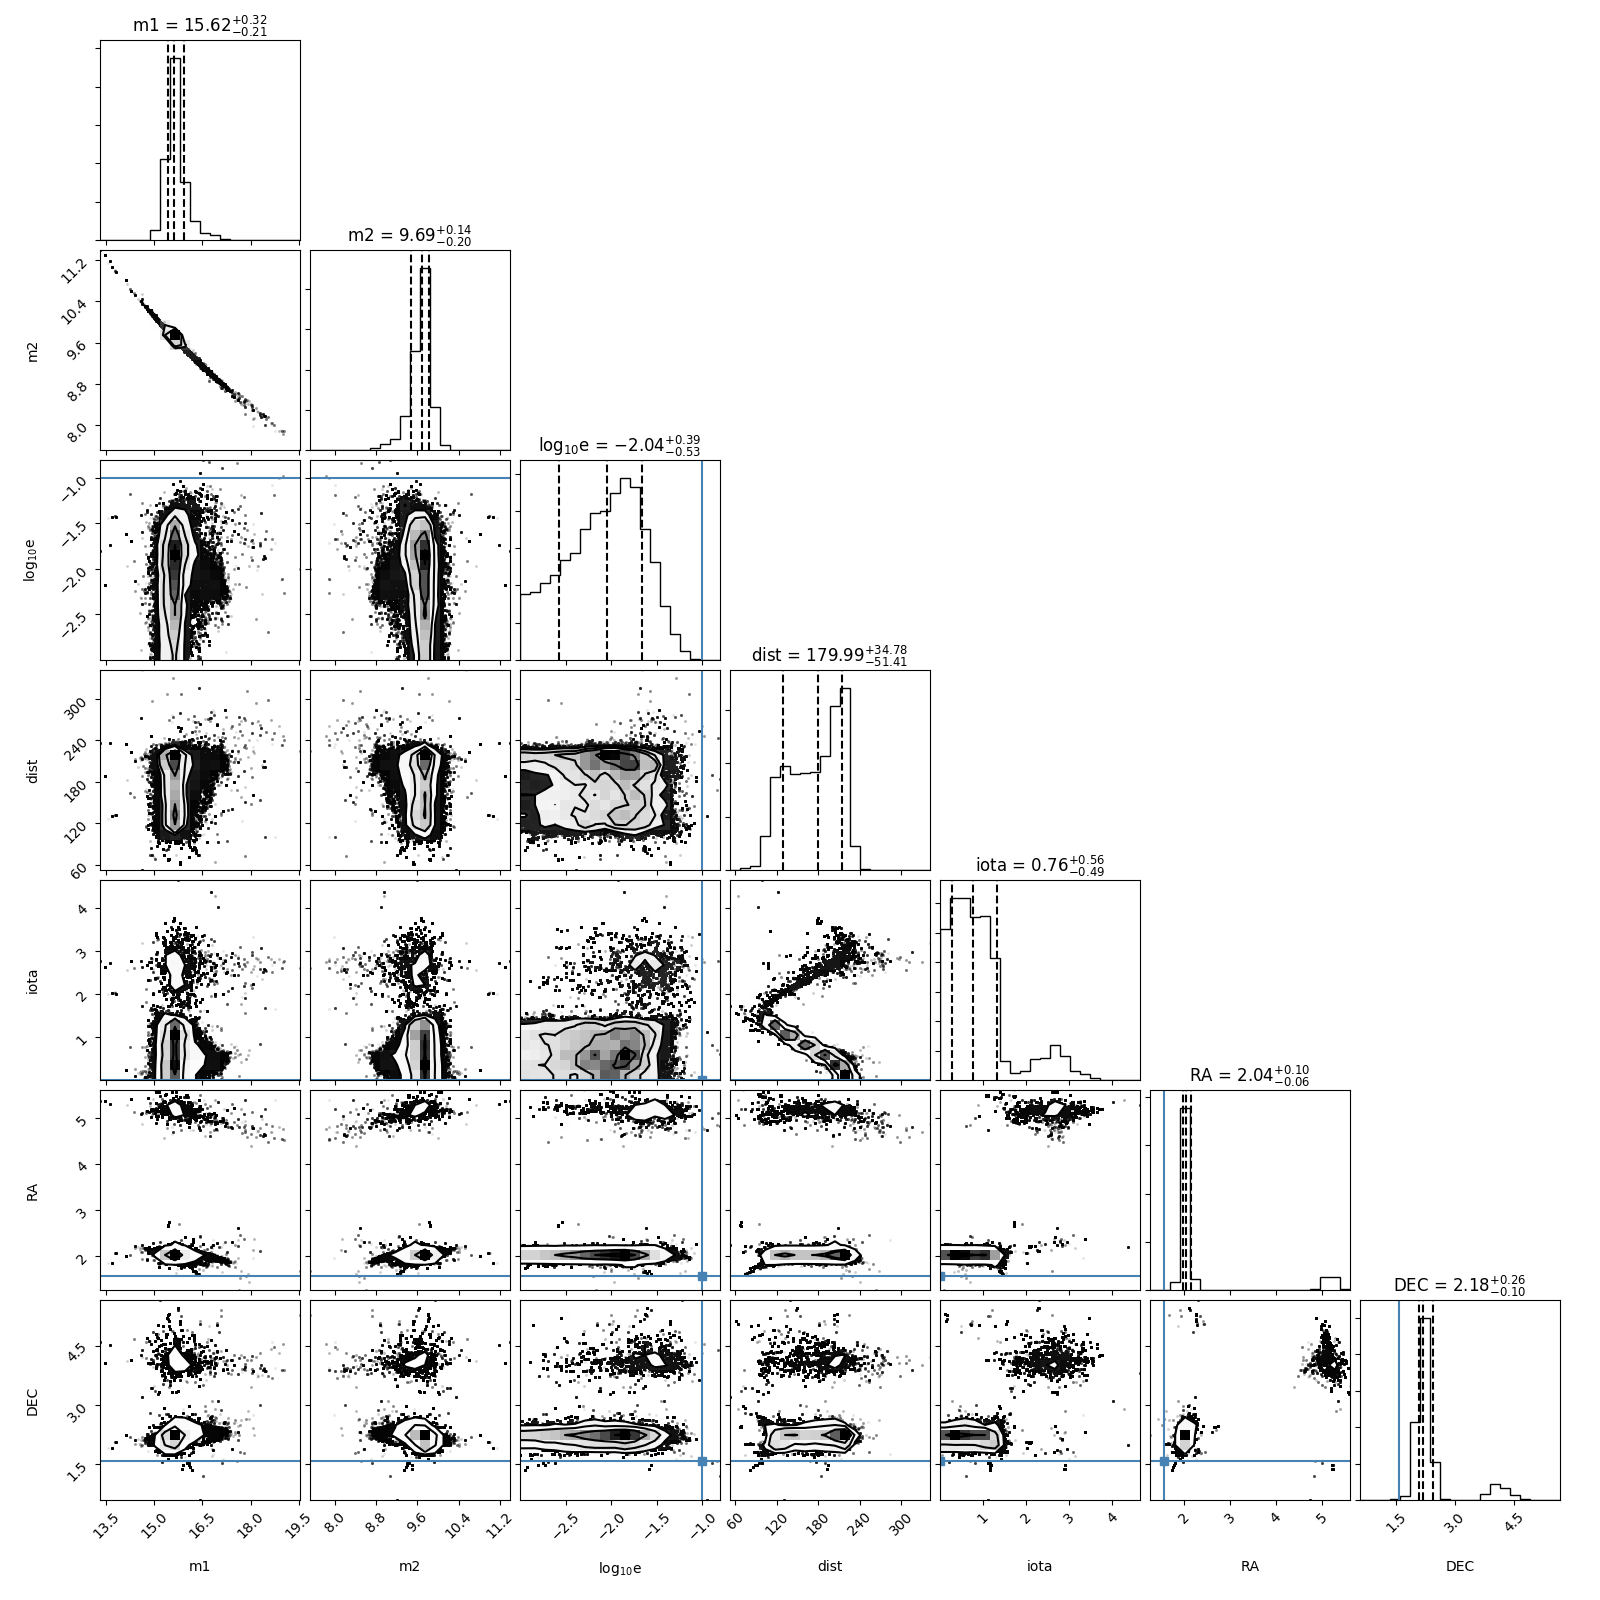 m1 = 15.62+0.32−0.21
m2 = 9.69+0.14−0.20
log10e = −2.04+0.39−0.53
dist = 179.99+34.78−51.41
iota = 0.76+0.56−0.49
RA = 2.04+0.10−0.06
DEC = 2.18+0.26−0.10
m2
11.2
10.4
9.6
8.8
8.0
log10e
−1.0
−1.5
−2.0
−2.5
dist
300
240
180
120
60
iota
4
3
2
1
RA
5
4
3
2
DEC
4.5
3.0
1.5
13.5 15.0 16.5 18.0 19.5
8.0 8.8 9.6 10.4 11.2
−2.5 −2.0 −1.5 −1.0
60 120 180 240 300
1 2 3 4
2 3 4 5
1.5 3.0 4.5
m1 m2 log10e dist iota RA DEC